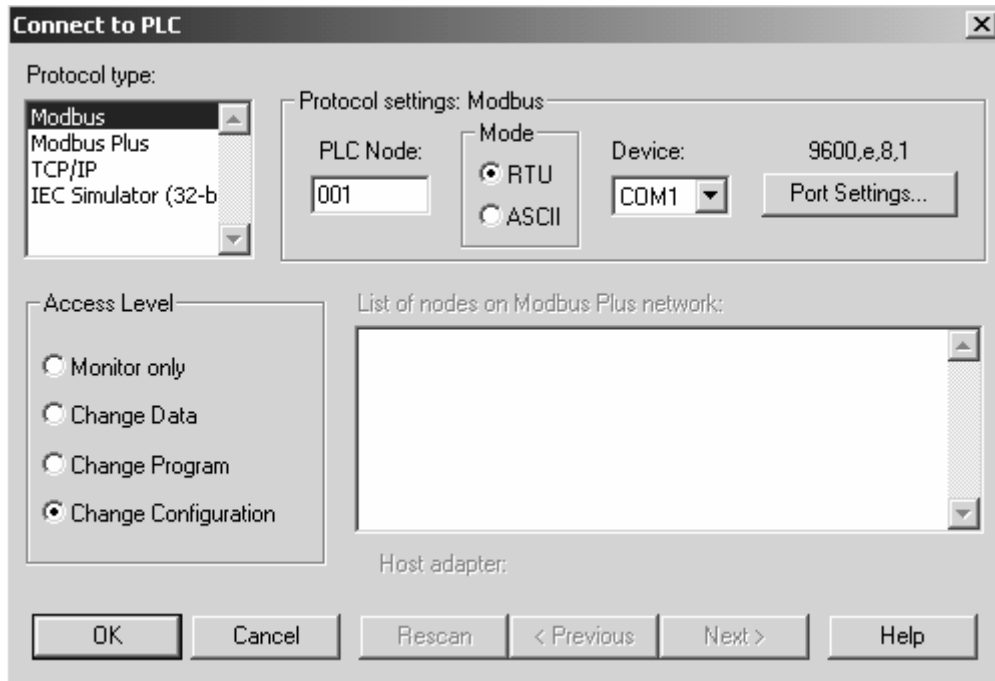 Connect to PLC
Protocol type:
Modbus
Modbus Plus
TCP/IP
IEC Simulator (32-b
Protocol settings: Modbus
PLC Node:
001
Mode
RTU
ASCII
Device:
COM1
9600,e,8,1
Port Settings...
Access Level
Monitor only
Change Data
Change Program
Change Configuration
List of nodes on Modbus Plus network:
Host adapter:
OK
Cancel
Rescan
< Previous
Next >
Help